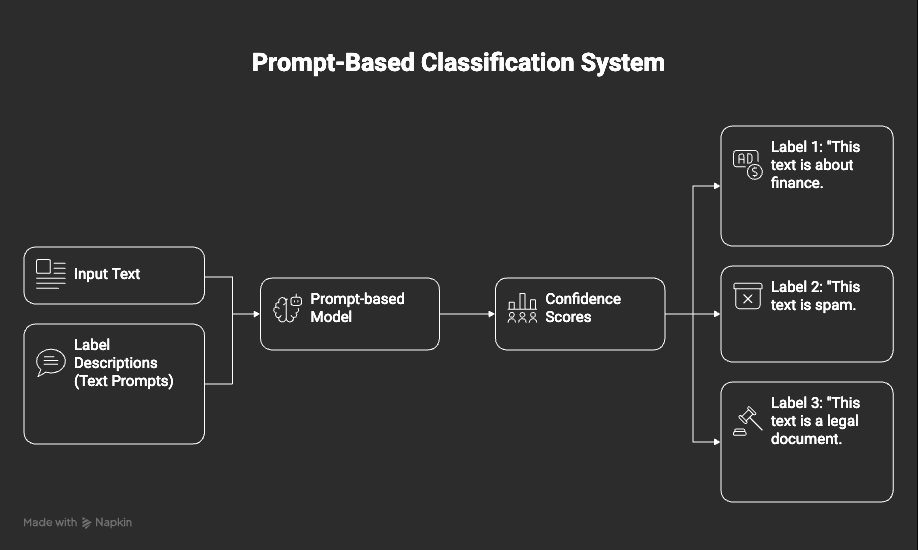 Prompt-Based Classification System
Input Text
Label
Descriptions
(Text Prompts)
Prompt-based
Model
Confidence
Scores
AD
$
Label 1: "This
text is about
finance.
Label 2: "This
text is spam.
Label 3: "This
text is a legal
document.
Made with Napkin